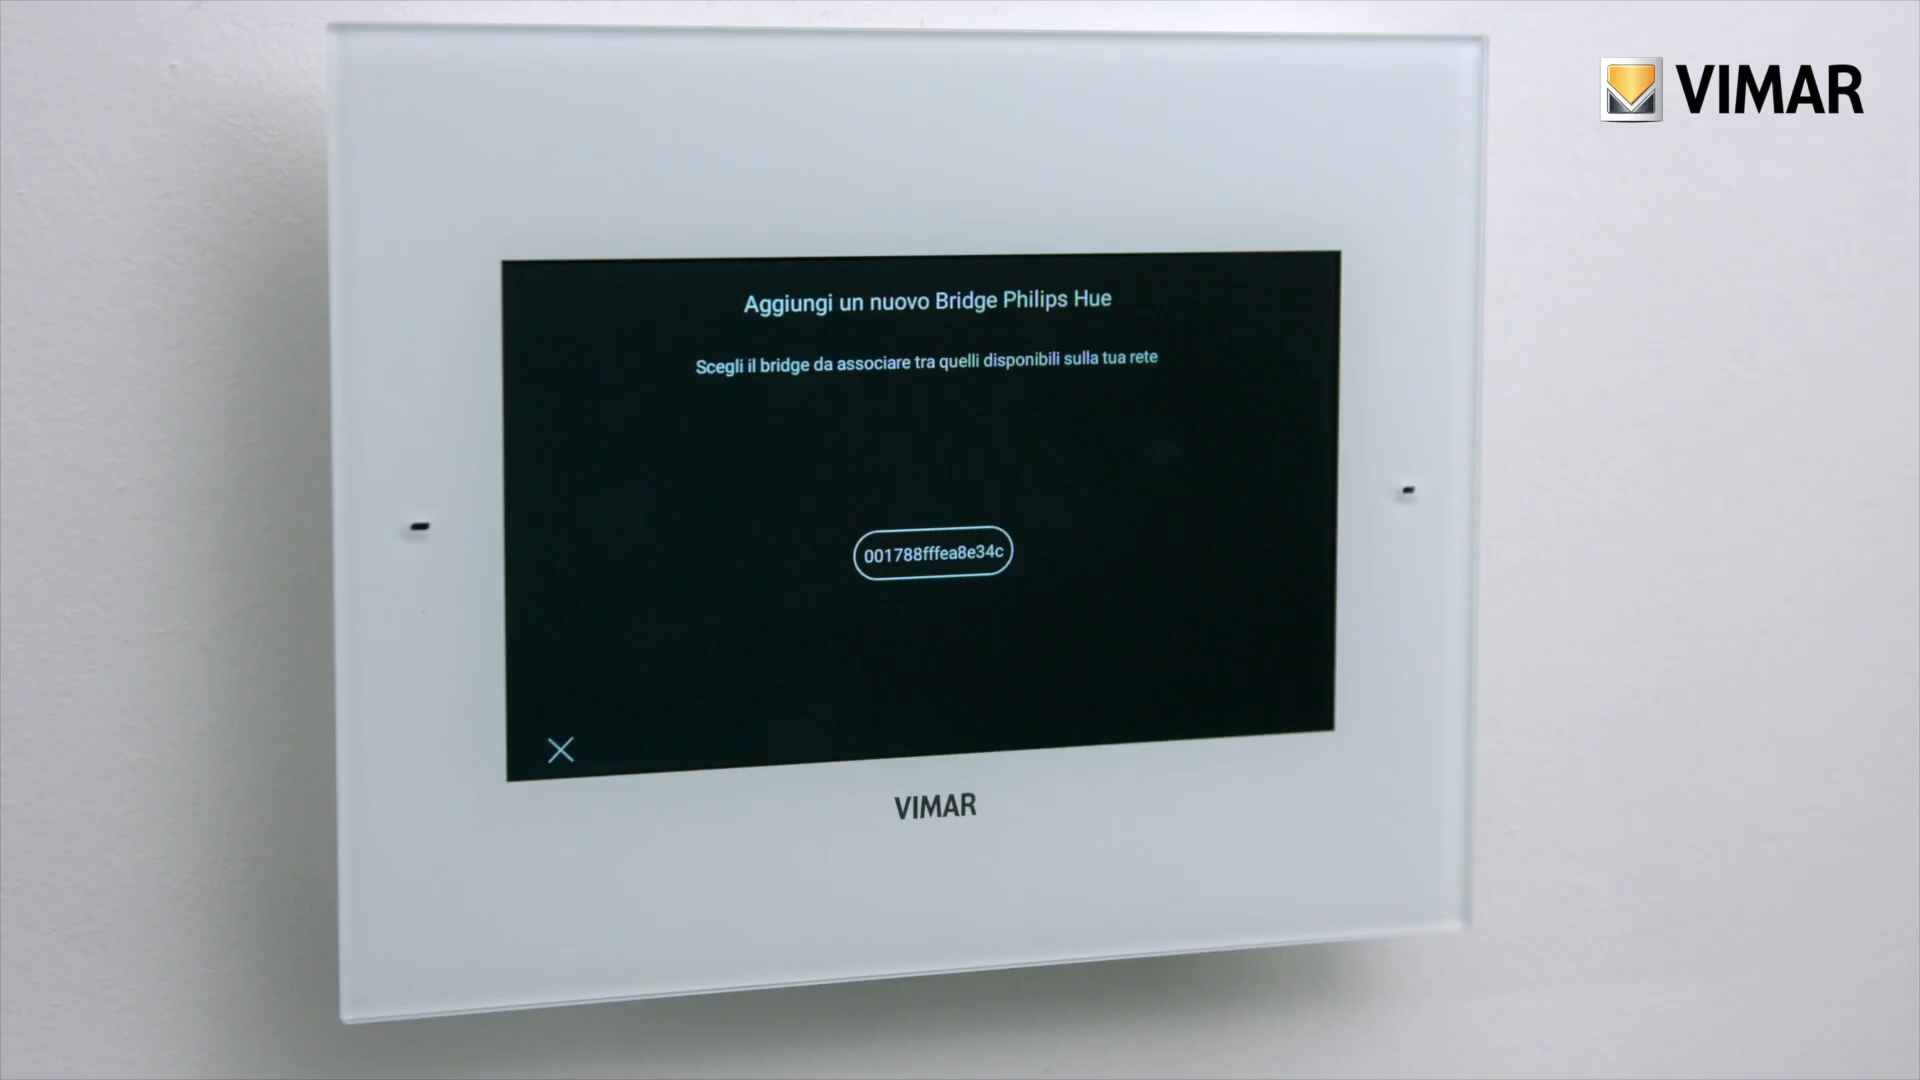 VIMAR
Aggiungi un nuovo Bridge Philips Hue
Scegli il bridge da associare tra quelli disponibili sulla tua rete
001788fffea8e34c
VIMAR